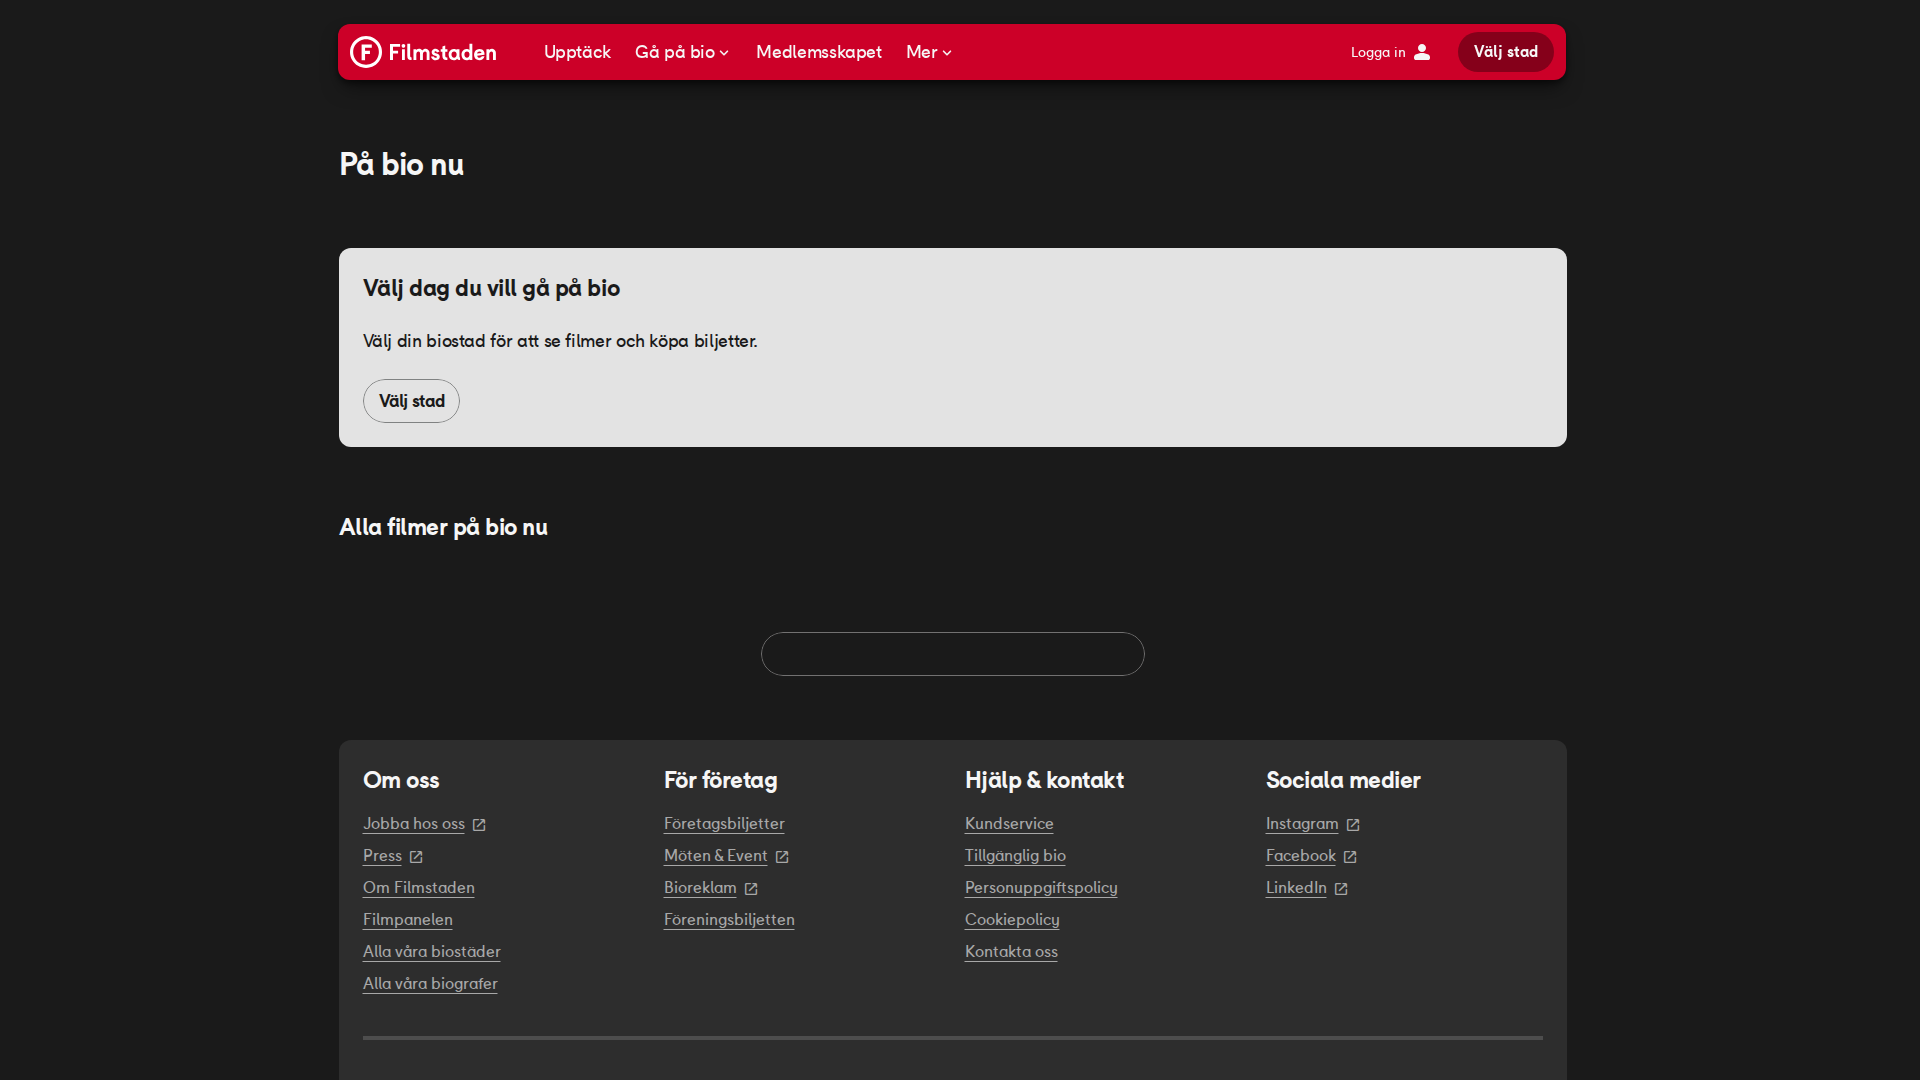 Filmstaden
Upptäck
Gå på bio
Medlemsskapet
Mer
Logga in
Välj stad
På bio nu
Välj dag du vill gå på bio
Välj din biostad för att se filmer och köpa biljetter.
Välj stad
Alla filmer på bio nu
Om oss
Jobba hos oss
Press
Om Filmstaden
Filmpanelen
Alla våra biostäder
Alla våra biografer
För företag
Företagsbiljetter
Möten & Event
Bioreklam
Föreningsbiljetten
Hjälp & kontakt
Kundservice
Tillgänglig bio
Personuppgiftspolicy
Cookiepolicy
Kontakta oss
Sociala medier
Instagram
Facebook
LinkedIn